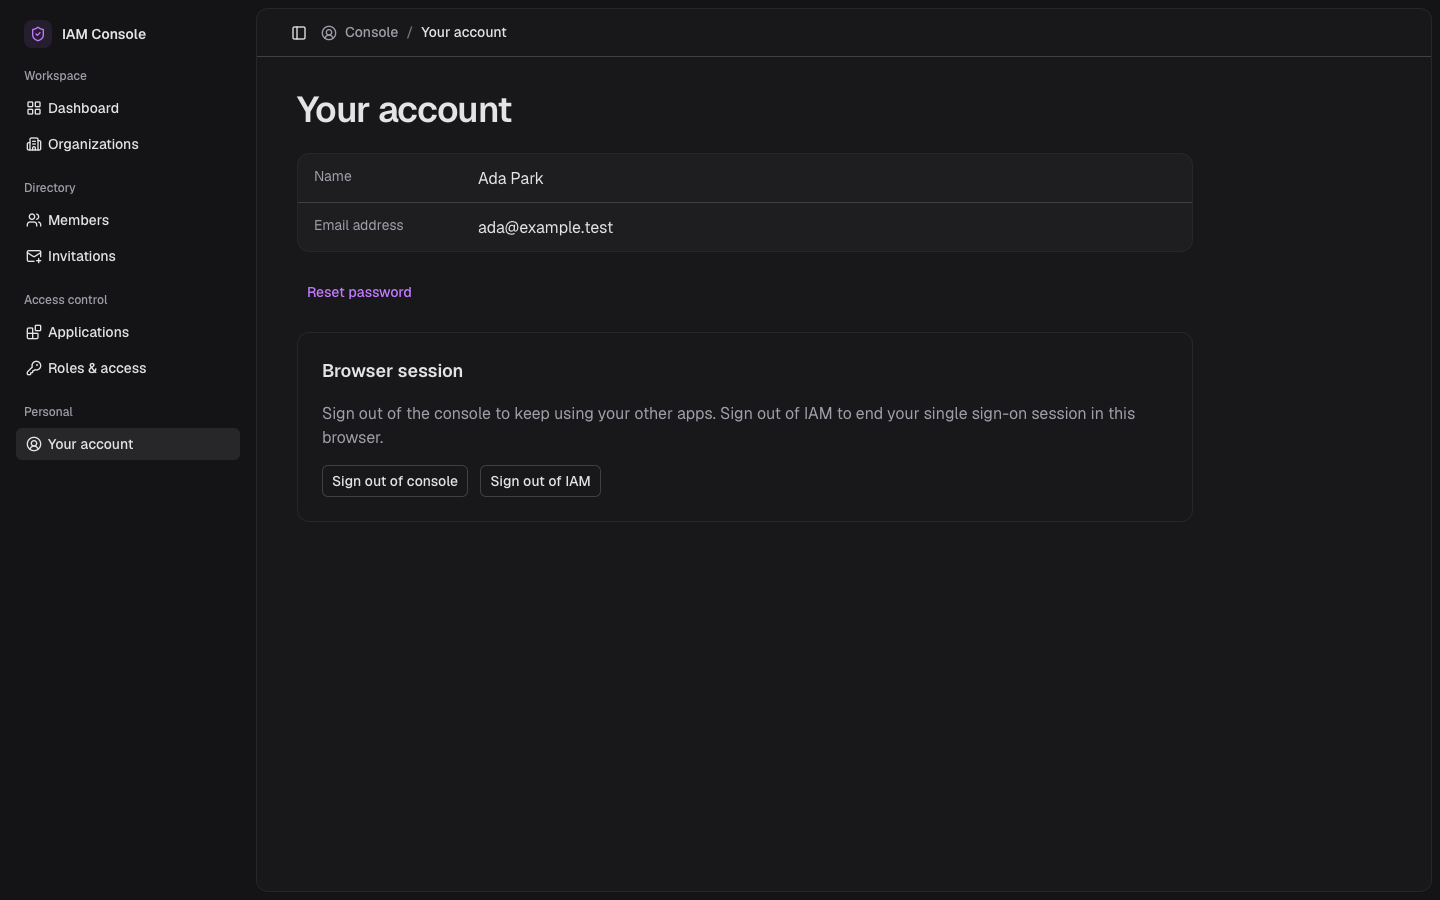 IAM Console
Workspace
Dashboard
Organizations
Directory
Members
Invitations
Access control
Applications
Roles & access
Personal
Your account
Console / Your account
Your account
Name Ada Park
Email address ada@example.test
Reset password
Browser session
Sign out of the console to keep using your other apps. Sign out of IAM to end your single sign-on session in this
browser.
Sign out of console Sign out of IAM